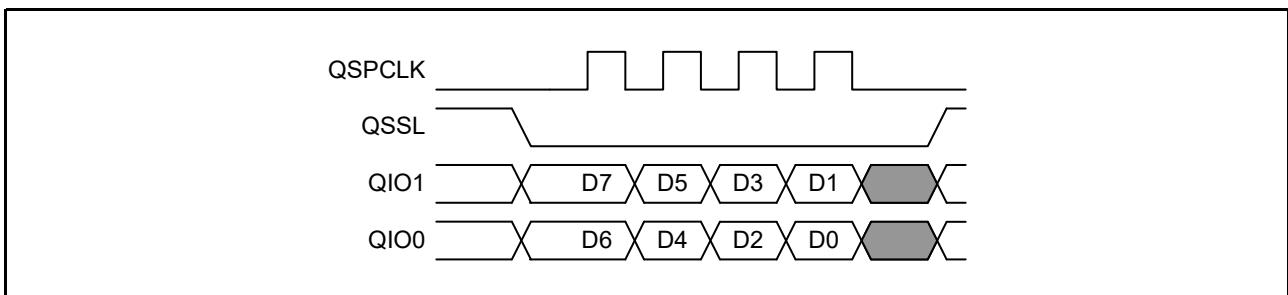 QSPCLK
QSSL
QIO1 D7 D5 D3 D1
QIO0 D6 D4 D2 D0